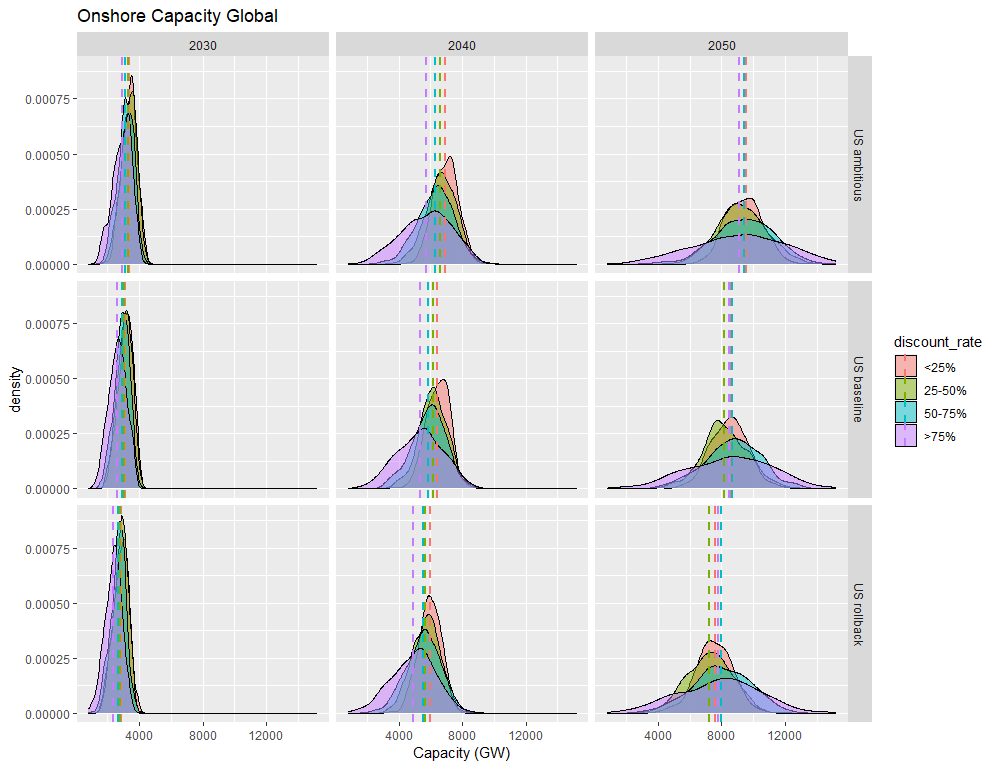 Onshore Capacity Global
2030 2040 2050
0.00075
0.00050
0.00025
0.00000
US ambitious
0.00075
0.00050
0.00025
0.00000
US baseline
0.00075
0.00050
0.00025
0.00000
US rollback
density
4000 8000 12000 4000 8000 12000 4000 8000 12000
Capacity (GW)
discount_rate
<25%
25-50%
50-75%
>75%